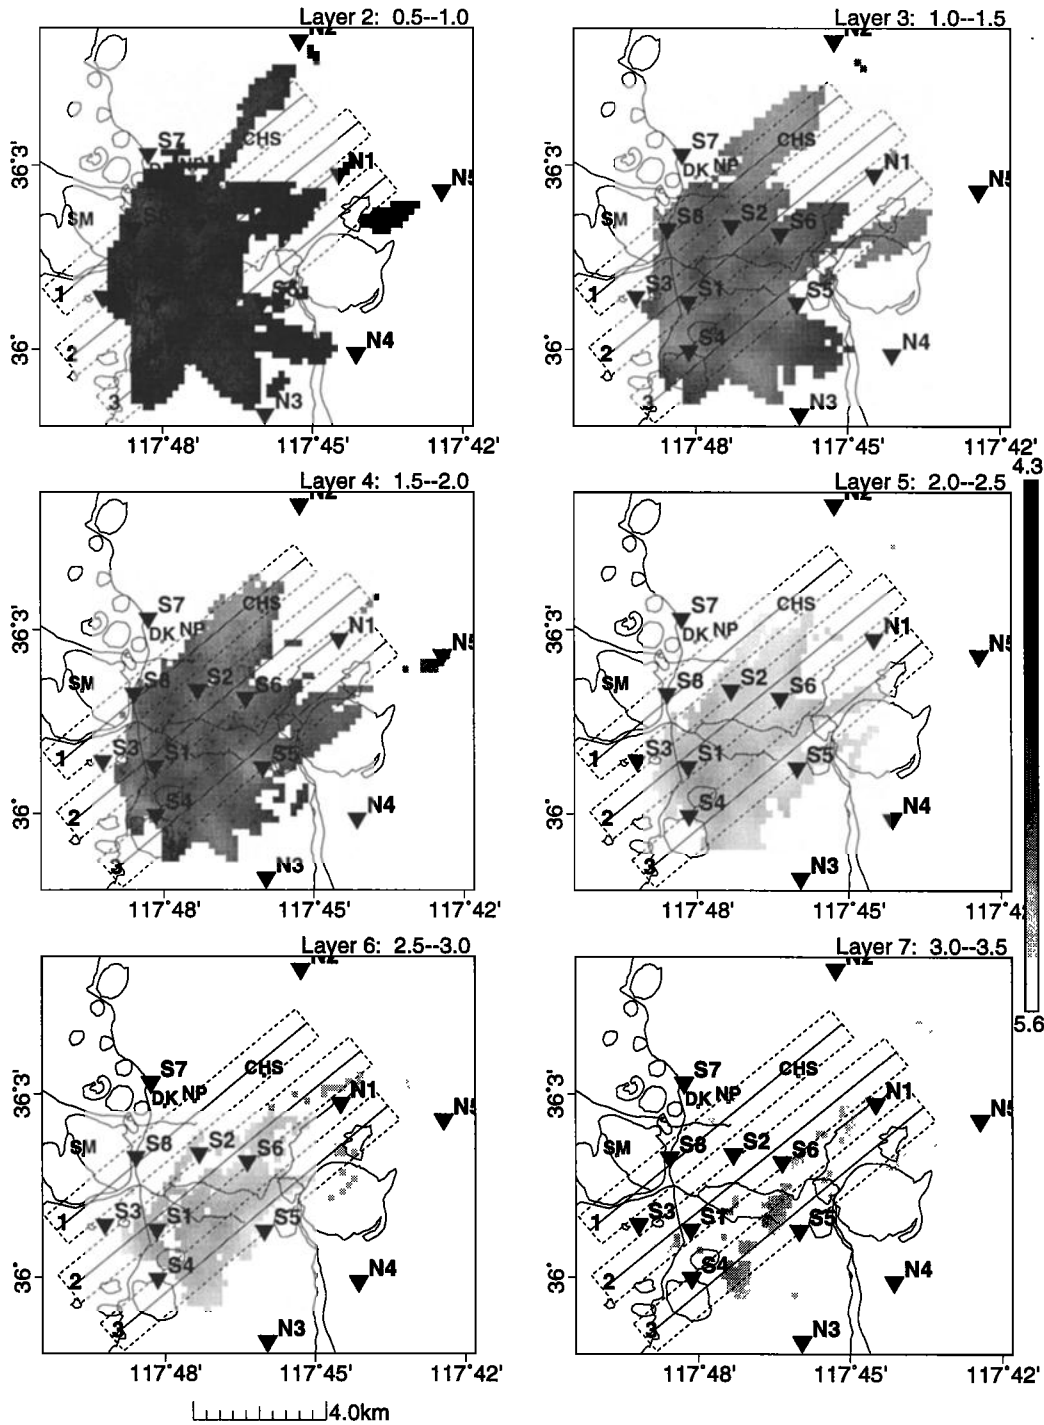 Layer 2: 0.5--1.0
N2
S7
CHS
DK NP
N1
N5
SM
S8
S5
1
2
3
N4
N3
36°3'
36°
117°48' 117°45' 117°42'
Layer 3: 1.0--1.5
S7
CHS
DK NP
N1
N5
SM
S8
S2
S6
S3
S1
S5
1
S4
2
N4
3
N3
36°3'
36°
117°48' 117°45' 117°42'
4.3
Layer 4: 1.5--2.0
N2
S7
CHS
DK NP
N1
N5
SM
S8
S2
S6
S3
S1
S5
1
S4
2
N4
3
N3
36°3'
36°
117°48' 117°45' 117°42'
Layer 5: 2.0--2.5
N2
S7
CHS
DK NP
N1
N5
SM
S8
S2
S6
S3
S1
S5
1
S4
2
N4
3
N3
36°3'
36°
117°48' 117°45' 117°4
5.6
Layer 6: 2.5--3.0
N2
S7
CHS
DK NP
N1
N5
SM
S8
S2
S6
S3
S1
S5
1
S4
2
N4
3
N3
36°3'
36°
117°48' 117°45' 117°42'
Layer 7: 3.0--3.5
N2
S7
CHS
DK NP
N1
N5
SM
S8
S2
S6
S3
S1
S5
1
S4
2
N4
3
N3
36°3'
36°
117°48' 117°45' 117°42'
4.0km